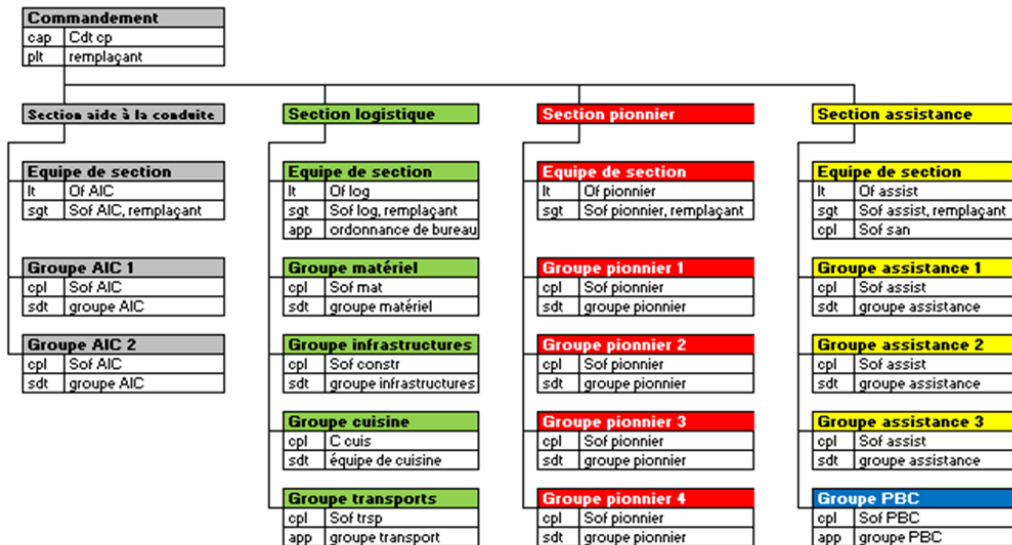 Commandement
cap Cdt cp
plt remplaçant
Section aide à la conduite
Equipe de section
lt Of AIC
sgt Sof AIC, remplaçant
Groupe AIC 1
cpl Sof AIC
sdt groupe AIC
Groupe AIC 2
cpl Sof AIC
sdt groupe AIC
Section logistique
Equipe de section
lt Of log
sgt Sof log, remplaçant
app ordonnance de bureau
Groupe matériel
cpl Sof mat
sdt groupe matériel
Groupe infrastructures
cpl Sof constr
sdt groupe infrastructures
Groupe cuisine
cpl C cuis
sdt équipe de cuisine
Groupe transports
cpl Sof trsp
app groupe transport
Section pionnier
Equipe de section
lt Of pionnier
sgt Sof pionnier, remplaçant
Groupe pionnier 1
cpl Sof pionnier
sdt groupe pionnier
Groupe pionnier 2
cpl Sof pionnier
sdt groupe pionnier
Groupe pionnier 3
cpl Sof pionnier
sdt groupe pionnier
Groupe pionnier 4
cpl Sof pionnier
sdt groupe pionnier
Section assistance
Equipe de section
lt Of assist
sgt Sof assist, remplaçant
cpl Sof san
Groupe assistance 1
cpl Sof assist
sdt groupe assistance
Groupe assistance 2
cpl Sof assist
sdt groupe assistance
Groupe assistance 3
cpl Sof assist
sdt groupe assistance
Groupe PBC
cpl Sof PBC
app groupe PBC